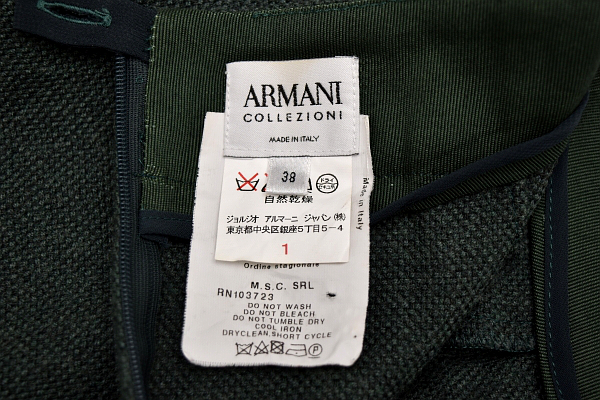 ARMANI
COLLEZIONI
MADE IN ITALY
38
ドライ
自然乾燥
Made in Italy
ジョルジオ アルマーニ ジャパン(株)
東京都中央区銀座5丁目5-4
1
Ordine stagionale
M.S.C. SRL
RN103723
DO NOT WASH
DO NOT BLEACH
DO NOT TUMBLE DRY
COOL IRON
DRYCLEAN, SHORT CYCLE
P